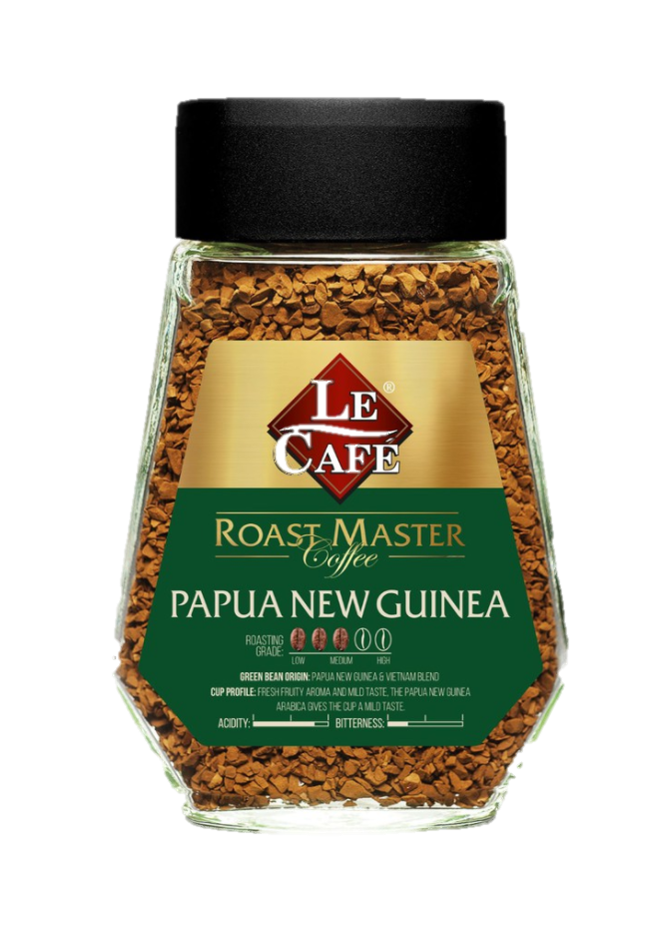 LE
CAFÉ®
ROAST MASTER
Coffee
PAPUA NEW GUINEA
ROASTING
GRADE:
LOW MEDIUM HIGH
GREEN BEAN ORIGIN: PAPUA NEW GUINEA & VIETNAM BLEND
CUP PROFILE: FRESH FRUITY AROMA AND MILD TASTE, THE PAPUA NEW GUINEA
ARABICA GIVES THE CUP A MILD TASTE.
ACIDITY: BITTERNESS: